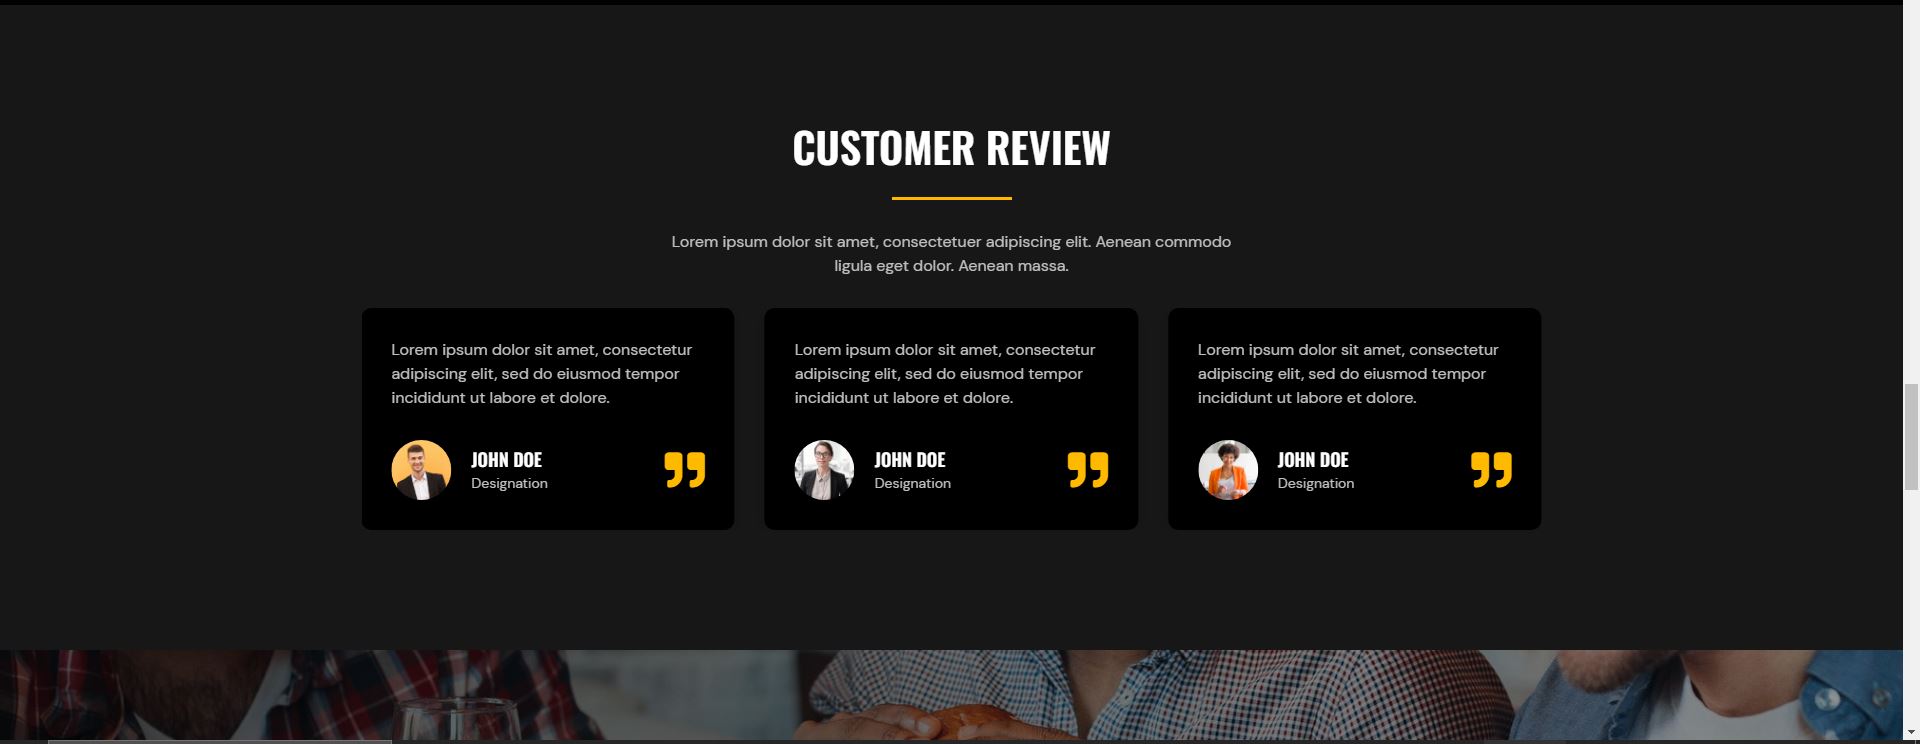 CUSTOMER REVIEW
Lorem ipsum dolor sit amet, consectetuer adipiscing elit. Aenean commodo
ligula eget dolor. Aenean massa.
Lorem ipsum dolor sit amet, consectetur
adipiscing elit, sed do eiusmod tempor
incididunt ut labore et dolore.
JOHN DOE
Designation
Lorem ipsum dolor sit amet, consectetur
adipiscing elit, sed do eiusmod tempor
incididunt ut labore et dolore.
JOHN DOE
Designation
Lorem ipsum dolor sit amet, consectetur
adipiscing elit, sed do eiusmod tempor
incididunt ut labore et dolore.
JOHN DOE
Designation